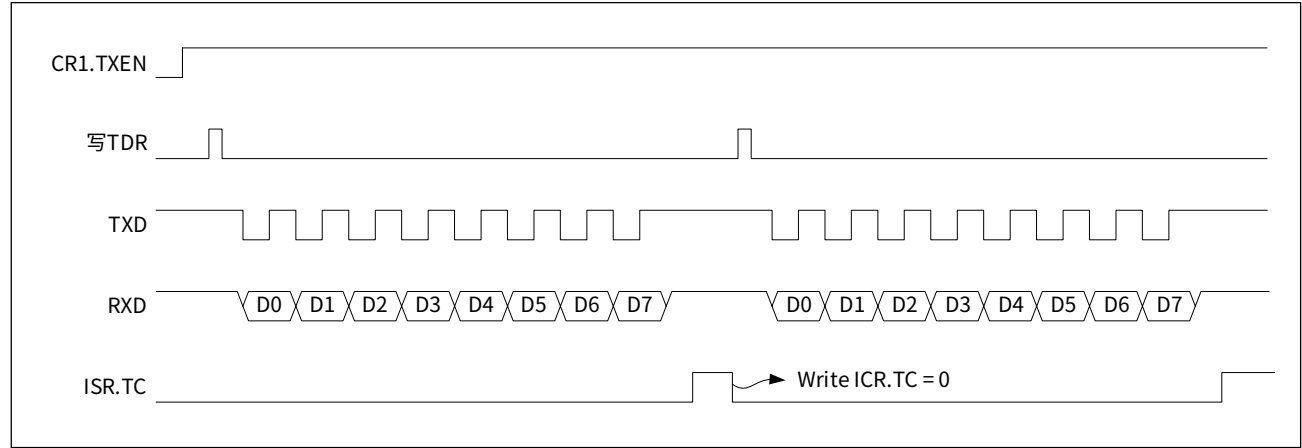 CR1.TXEN
写TDR
TXD
RXD D0 D1 D2 D3 D4 D5 D6 D7 D0 D1 D2 D3 D4 D5 D6 D7
ISR.TC Write ICR.TC = 0